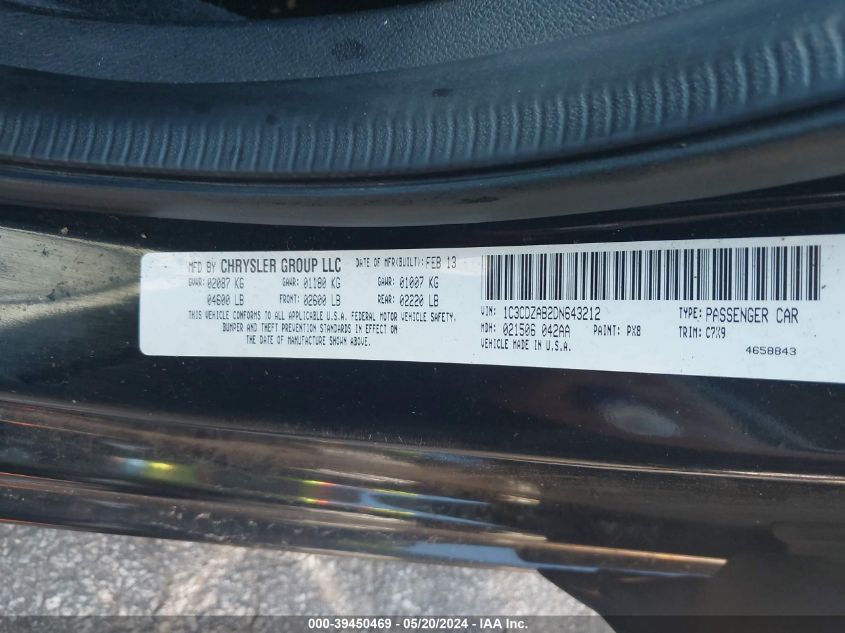 MFD BY CHRYSLER GROUP LLC DATE OF MFR(BUILT): FEB 13
GVWR: 02087 KG GAWR: 01180 KG GAWR: 01007 KG
04600 LB FRONT: 02600 LB REAR: 02220 LB
THIS VEHICLE CONFORMS TO ALL APPLICABLE U.S.A. FEDERAL MOTOR VEHICLE SAFETY,
BUMPER AND THEFT PREVENTION STANDARDS IN EFFECT ON
THE DATE OF MANUFACTURE SHOWN ABOVE.
VIN: 1C3CDZAB2DN643212 TYPE: PASSENGER CAR
MDH: 021506 042AA PAINT: PX8 TRIM: C7X9
VEHICLE MADE IN U.S.A. 4658843
000-39450469 - 05/20/2024 - IAA Inc.